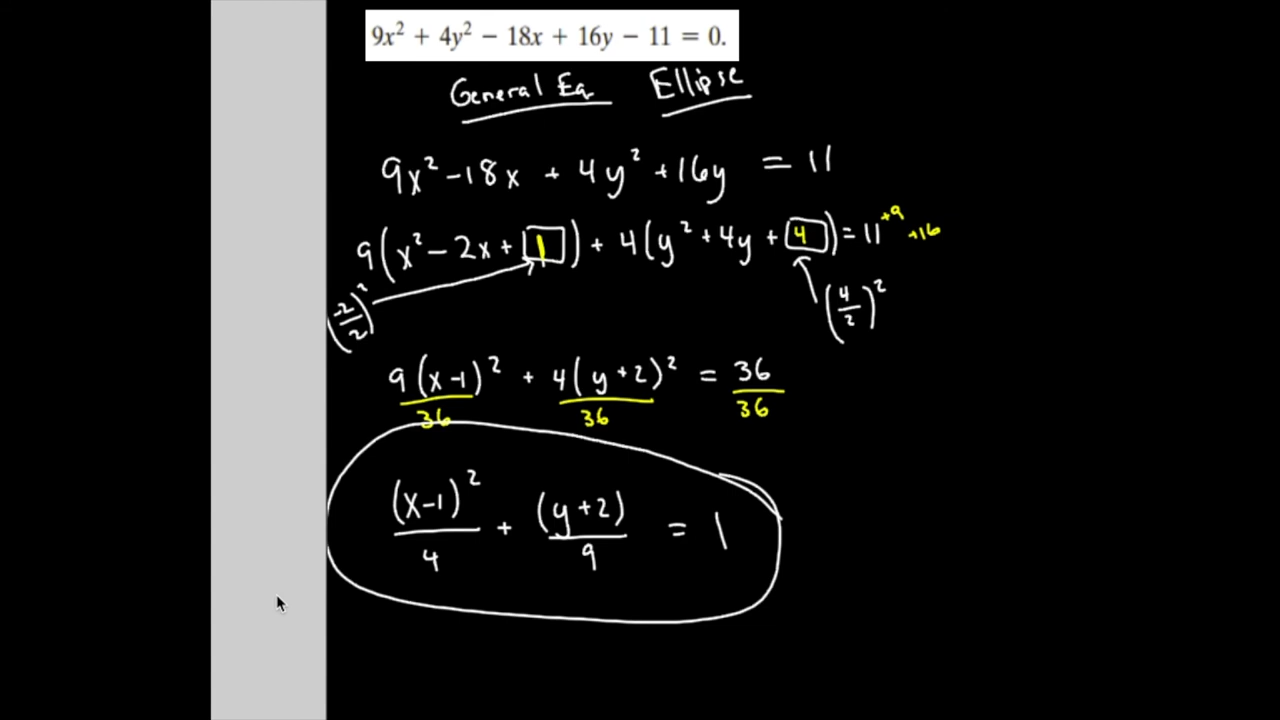 9x² + 4y² − 18x + 16y − 11 = 0.
General Eq Ellipse
9x² −18x + 4y² +16y = 11
9(x² − 2x + 1) + 4(y² + 4y + 4) = 11 +9 +16
(-2/2)² (4/2)²
9(x−1)²/36 + 4(y+2)²/36 = 36/36
(x−1)²/4 + (y+2)/9 = 1